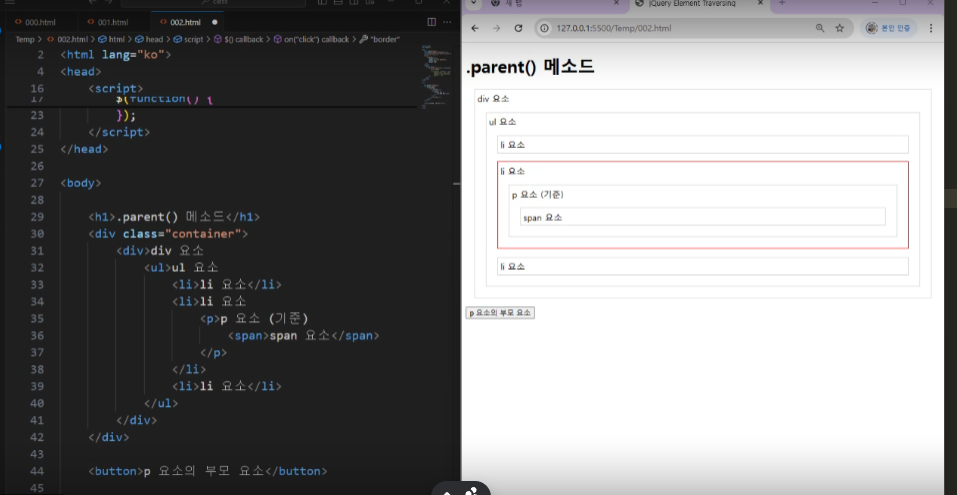 000.html
001.html
002.html
Temp > 002.html > html > head > script > $() callback > on("click") callback > "border"
2 <html lang="ko">
4 <head>
16 <script>
17 $(function() {
23 });
24 </script>
25 </head>
26
27 <body>
28
29 <h1>.parent() 메소드</h1>
30 <div class="container">
31 <div>div 요소
32 <ul>ul 요소
33 <li>li 요소</li>
34 <li>li 요소
35 <p>p 요소 (기준)
36 <span>span 요소</span>
37 </p>
38 </li>
39 <li>li 요소</li>
40 </ul>
41 </div>
42 </div>
43
44 <button>p 요소의 부모 요소</button>
45
새 탭
jQuery Element Traversing
127.0.0.1:5500/Temp/002.html
본인 인증
.parent() 메소드
div 요소
ul 요소
li 요소
li 요소
p 요소 (기준)
span 요소
li 요소
p 요소의 부모 요소